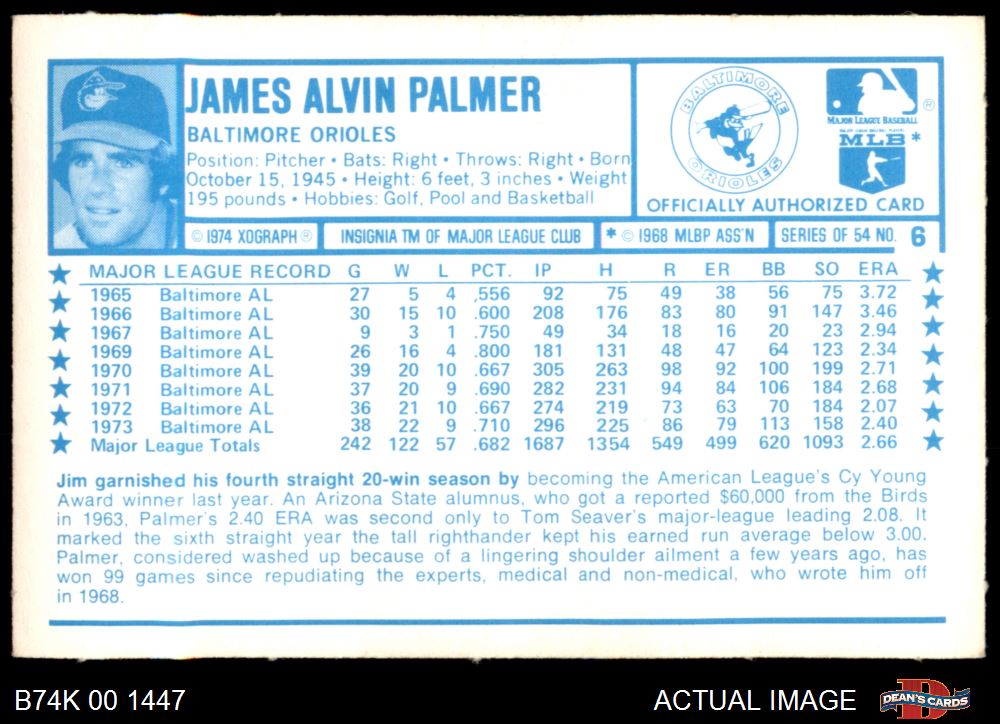 JAMES ALVIN PALMER
BALTIMORE ORIOLES
Position: Pitcher • Bats: Right • Throws: Right • Born
October 15, 1945 • Height: 6 feet, 3 inches • Weight
195 pounds • Hobbies: Golf, Pool and Basketball
BALTIMORE
ORIOLES
MAJOR LEAGUE BASEBALL ®
MLB *
OFFICIALLY AUTHORIZED CARD
© 1974 XOGRAPH ® INSIGNIA TM OF MAJOR LEAGUE CLUB * © 1968 MLBP ASS'N SERIES OF 54 NO. 6
MAJOR LEAGUE RECORD G W L PCT. IP H R ER BB SO ERA
1965 Baltimore AL 27 5 4 ,556 92 75 49 38 56 75 3.72
1966 Baltimore AL 30 15 10 .600 208 176 83 80 91 147 3.46
1967 Baltimore AL 9 3 1 .750 49 34 18 16 20 23 2.94
1969 Baltimore AL 26 16 4 .800 181 131 48 47 64 123 2.34
1970 Baltimore AL 39 20 10 .667 305 263 98 92 100 199 2.71
1971 Baltimore AL 37 20 9 .690 282 231 94 84 106 184 2.68
1972 Baltimore AL 36 21 10 .667 274 219 73 63 70 184 2.07
1973 Baltimore AL 38 22 9 .710 296 225 86 79 113 158 2.40
Major League Totals 242 122 57 .682 1687 1354 549 499 620 1093 2.66
Jim garnished his fourth straight 20-win season by becoming the American League's Cy Young
Award winner last year. An Arizona State alumnus, who got a reported $60,000 from the Birds
in 1963, Palmer's 2.40 ERA was second only to Tom Seaver's major-league leading 2.08. It
marked the sixth straight year the tall righthander kept his earned run average below 3.00.
Palmer, considered washed up because of a lingering shoulder ailment a few years ago, has
won 99 games since repudiating the experts, medical and non-medical, who wrote him off
in 1968.
B74K 00 1447 ACTUAL IMAGE DEAN'S CARDS